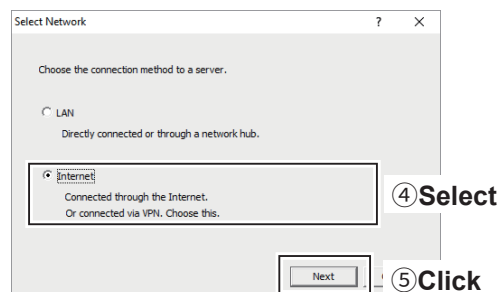 Select Network ? ×
Choose the connection method to a server.
LAN
Directly connected or through a network hub.
Internet
Connected through the Internet.
Or connected via VPN. Choose this.
④Select
Next
⑤Click